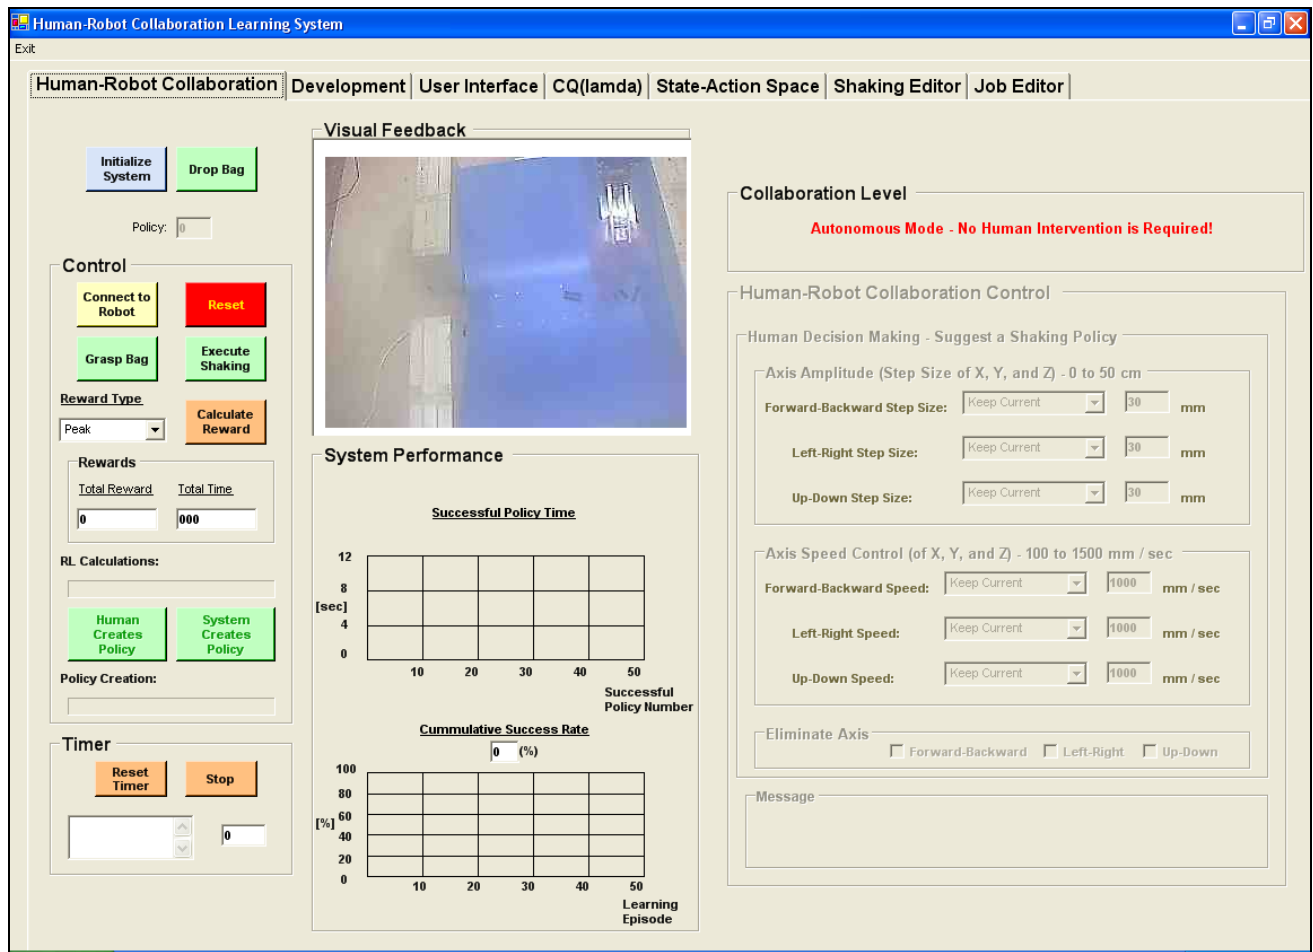 Human-Robot Collaboration Learning System
Exit
Human-Robot Collaboration
Development
User Interface
CQ(lamda)
State-Action Space
Shaking Editor
Job Editor
Initialize
System
Drop Bag
Policy: 0
Control
Connect to
Robot
Reset
Grasp Bag
Execute
Shaking
Reward Type
Peak
Calculate
Reward
Rewards
Total Reward
Total Time
0
000
RL Calculations:
Human
Creates
Policy
System
Creates
Policy
Policy Creation:
Timer
Reset
Timer
Stop
0
Visual Feedback
System Performance
Successful Policy Time
12
8
[sec]
4
0
10 20 30 40 50
Successful
Policy Number
Cummulative Success Rate
0 (%)
100
80
60
[%]
40
20
0
10 20 30 40 50
Learning
Episode
Collaboration Level
Autonomous Mode - No Human Intervention is Required!
Human-Robot Collaboration Control
Human Decision Making - Suggest a Shaking Policy
Axis Amplitude (Step Size of X, Y, and Z) - 0 to 50 cm
Forward-Backward Step Size: Keep Current 30 mm
Left-Right Step Size: Keep Current 30 mm
Up-Down Step Size: Keep Current 30 mm
Axis Speed Control (of X, Y, and Z) - 100 to 1500 mm / sec
Forward-Backward Speed: Keep Current 1000 mm / sec
Left-Right Speed: Keep Current 1000 mm / sec
Up-Down Speed: Keep Current 1000 mm / sec
Eliminate Axis
Forward-Backward Left-Right Up-Down
Message